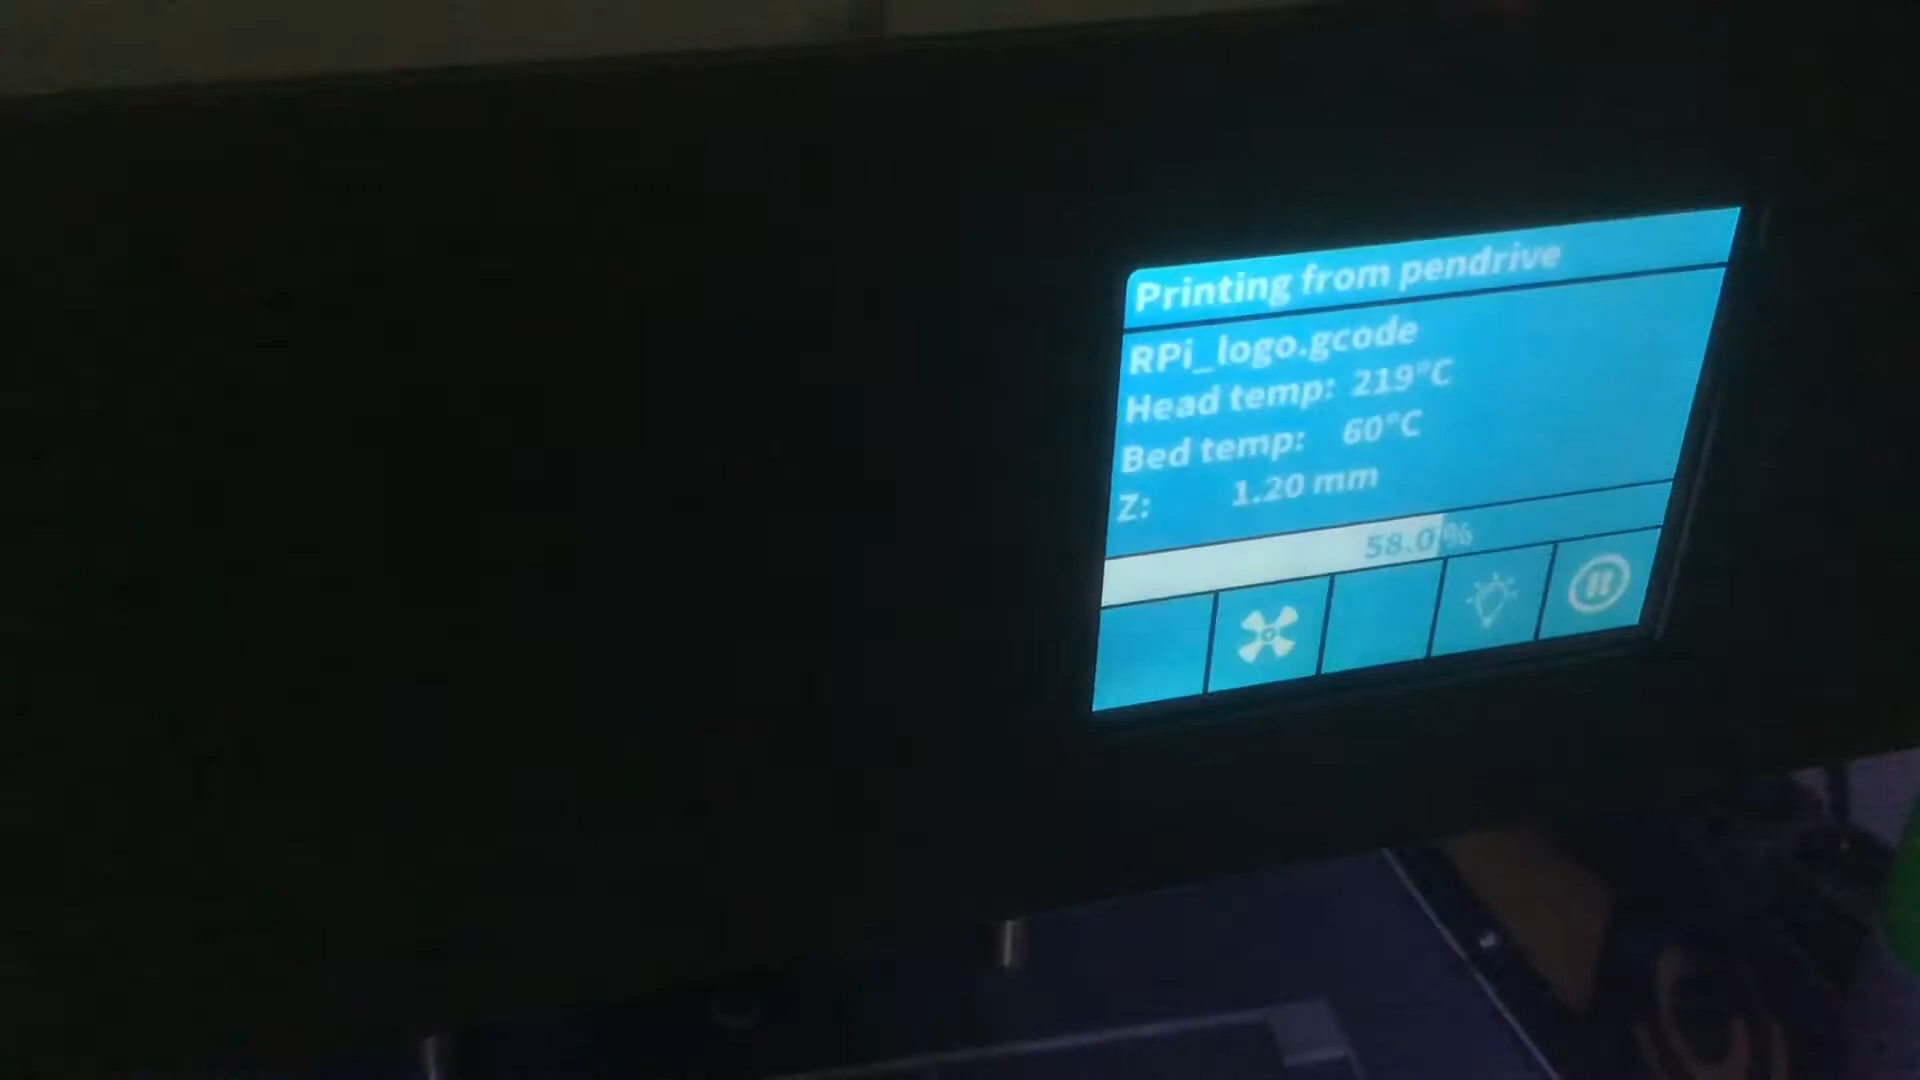 Printing from pendrive
RPi_logo.gcode
Head temp: 219°C
Bed temp: 60°C
Z: 1.20 mm
58.0%